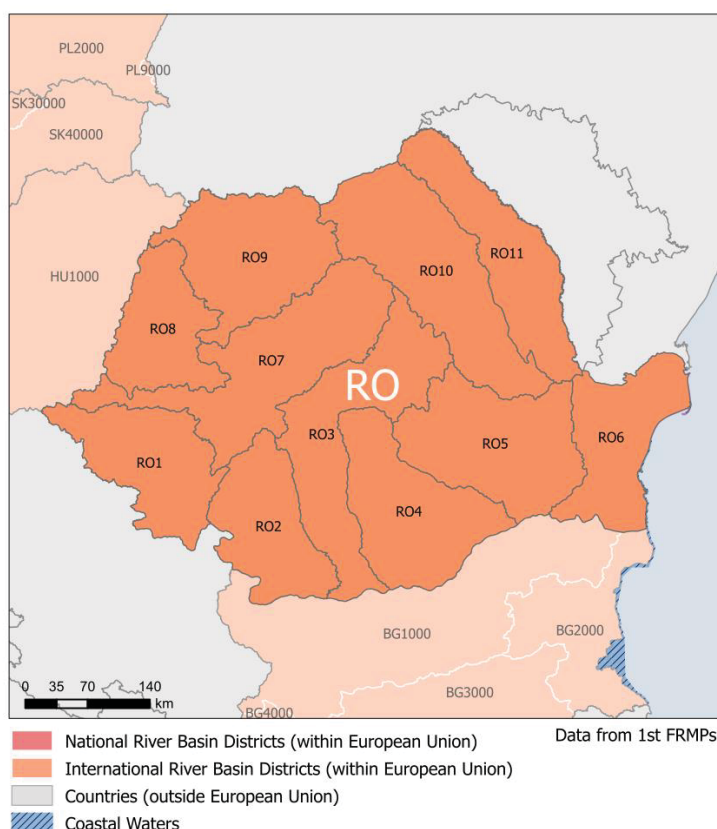 PL2000
PL9000
SK30000
SK40000
HU1000
RO9
RO10
RO11
RO8
RO7
RO
RO6
RO3
RO5
RO1
RO4
RO2
BG1000
BG2000
BG3000
BG4000
0 35 70 140
km
National River Basin Districts (within European Union)
Data from 1st FRMPs
International River Basin Districts (within European Union)
Countries (outside European Union)
Coastal Waters